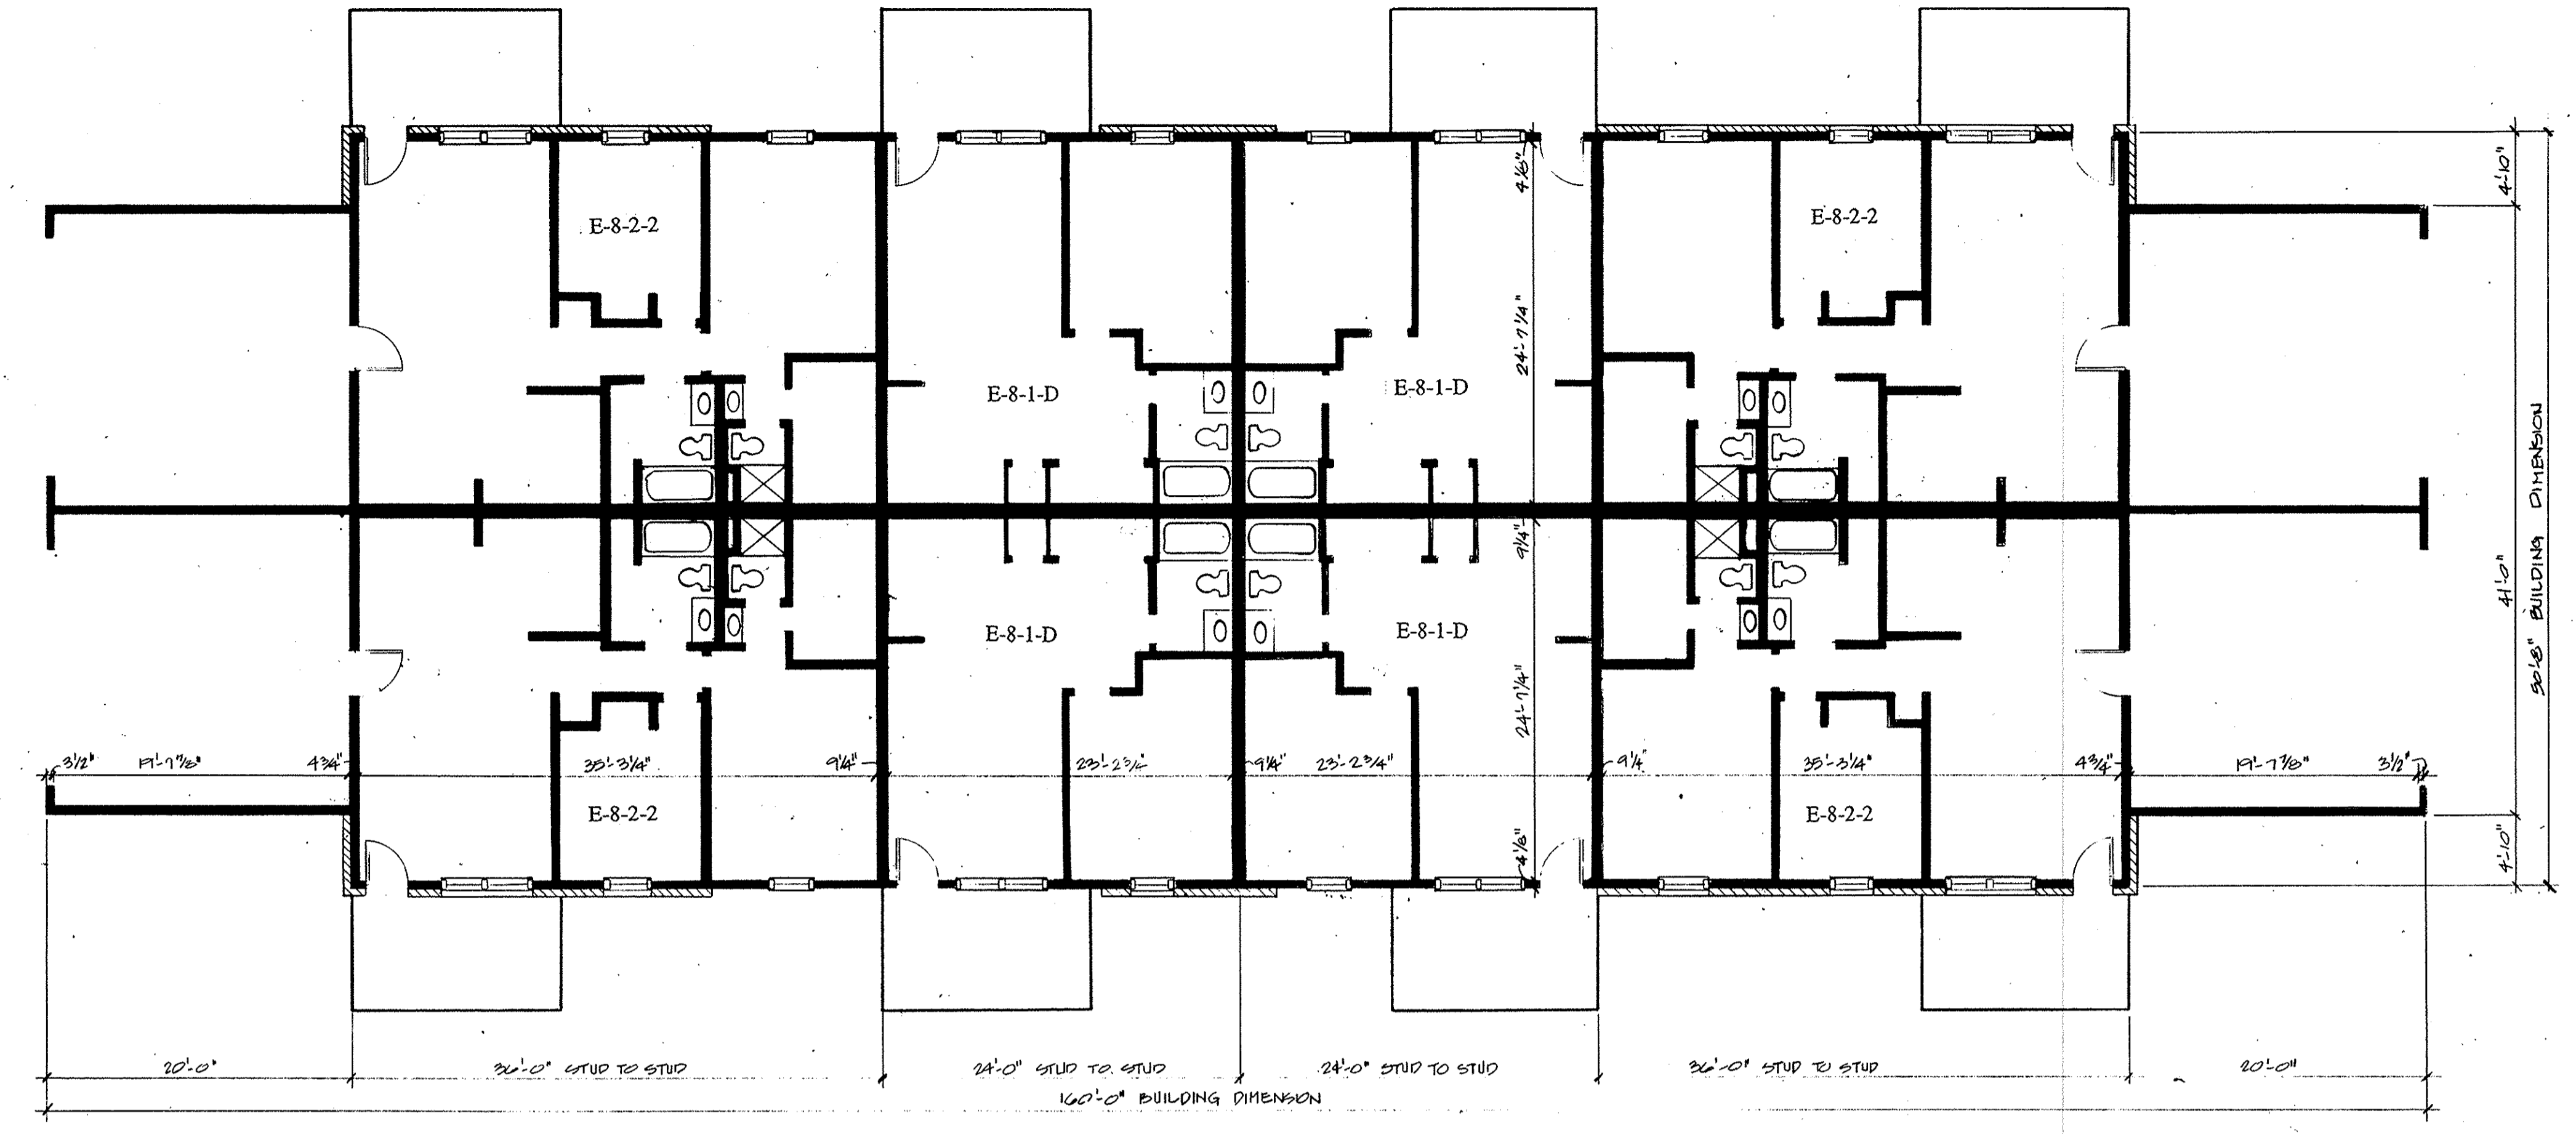 E-8-2-2
E-8-2-2
4'-10"
4 1/8"
24'-7 1/4"
E-8-1-D
E-8-1-D
50'-8" BUILDING DIMENSION
9 1/4"
41'-0"
E-8-1-D
E-8-1-D
24'-7 1/4"
3 1/2" 19'-7 7/8" 4 3/4" 35'-3 1/4" 9 1/4" 23'-2 3/4" 9 1/4" 23'-2 3/4" 9 1/4" 35'-3 1/4" 4 3/4" 19'-7 7/8" 3 1/2"
E-8-2-2
E-8-2-2
4 1/8"
4'-10"
20'-0" 36'-0" STUD TO STUD 24'-0" STUD TO STUD 24'-0" STUD TO STUD 36'-0" STUD TO STUD 20'-0"
160'-0" BUILDING DIMENSION